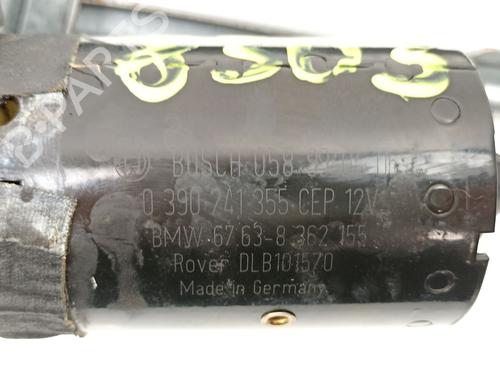 6505
BOSCH 058
0 390 241 355 CEP 12V
BMW 67.63-8 362 155
Rover DLB101570
Made in Germany
B-PARTS